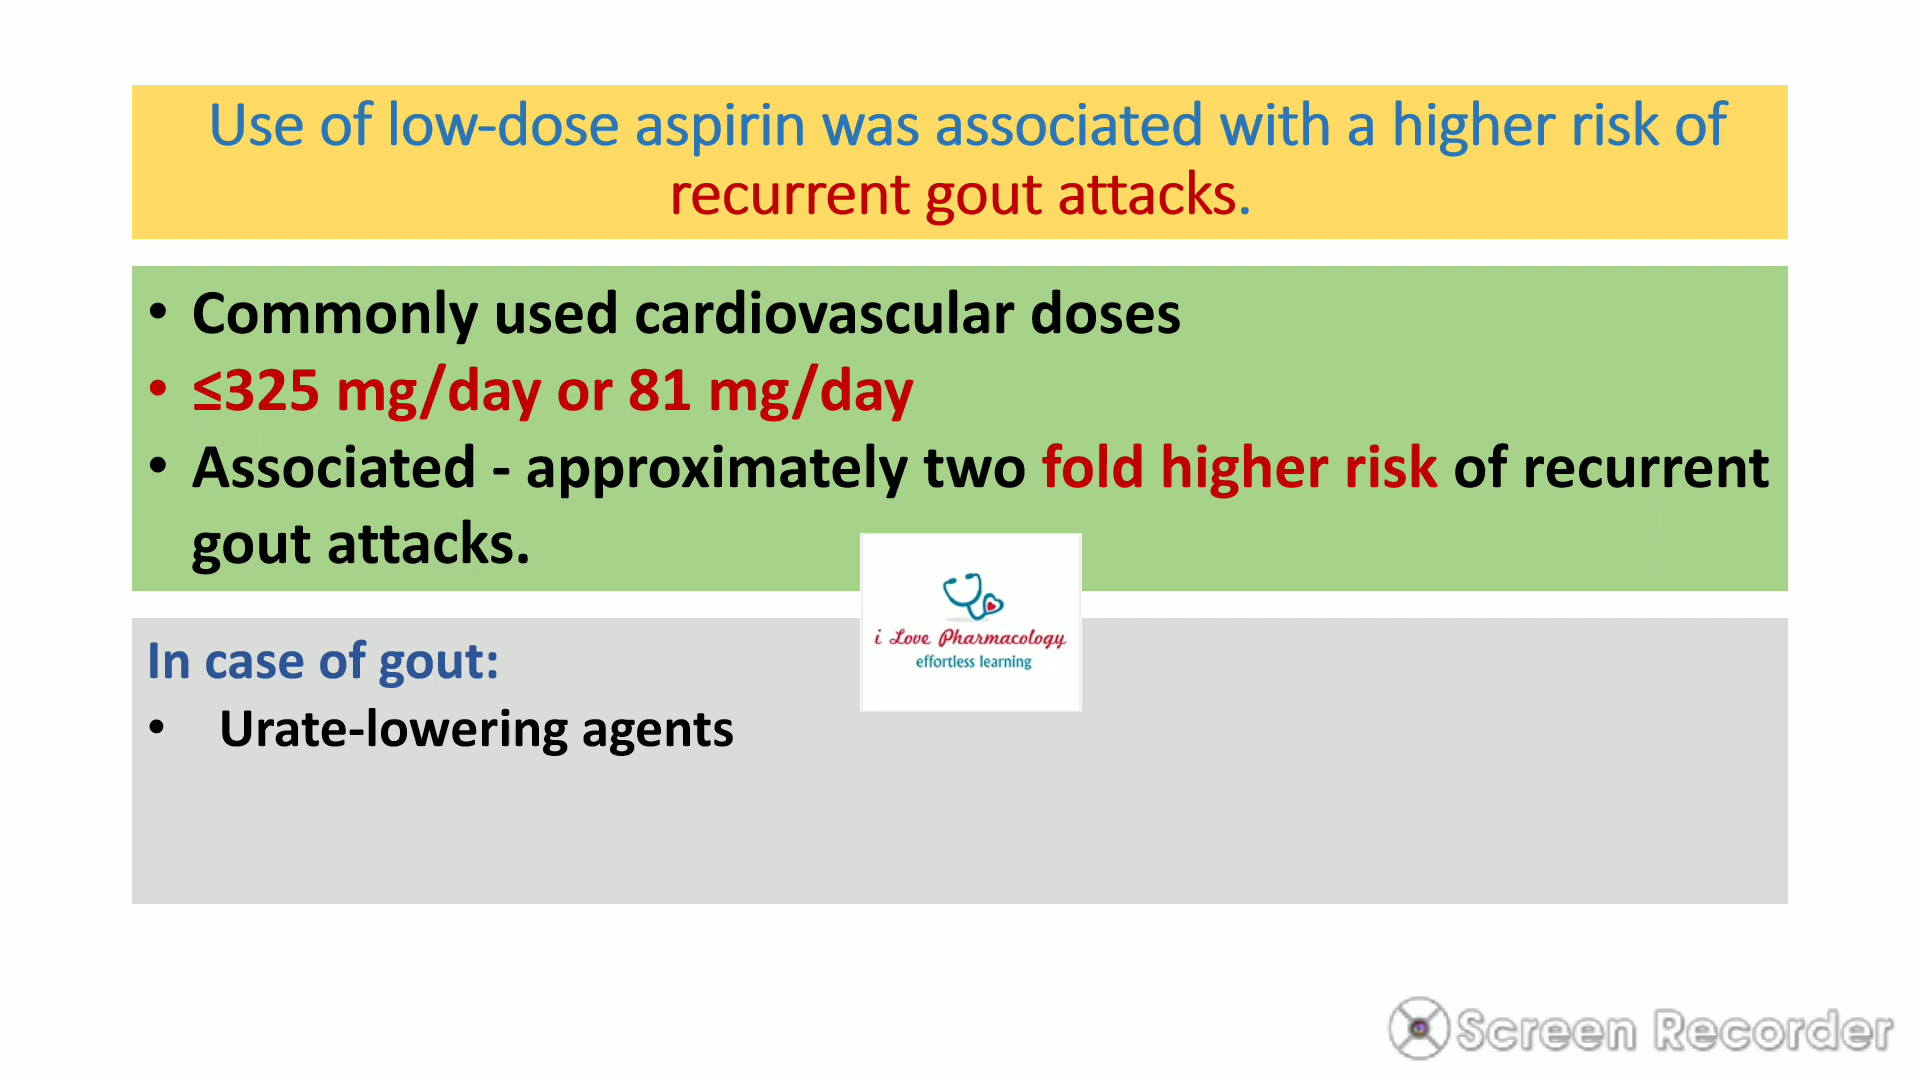 Use of low-dose aspirin was associated with a higher risk of
recurrent gout attacks.
• Commonly used cardiovascular doses
• ≤325 mg/day or 81 mg/day
• Associated - approximately two fold higher risk of recurrent
gout attacks.
i Love Pharmacology
effortless learning
In case of gout:
• Urate-lowering agents
Screen Recorder